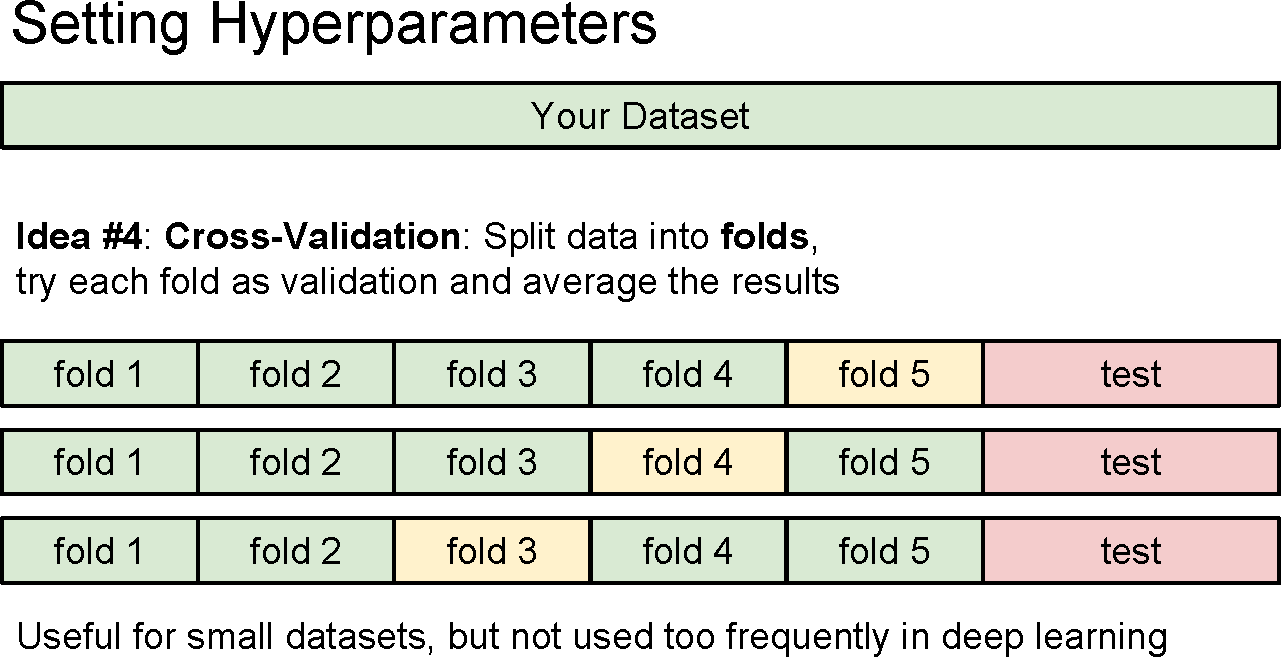 Setting Hyperparameters
Your Dataset
Idea #4: Cross-Validation: Split data into folds,
try each fold as validation and average the results
fold 1 fold 2 fold 3 fold 4 fold 5 test
fold 1 fold 2 fold 3 fold 4 fold 5 test
fold 1 fold 2 fold 3 fold 4 fold 5 test
Useful for small datasets, but not used too frequently in deep learning